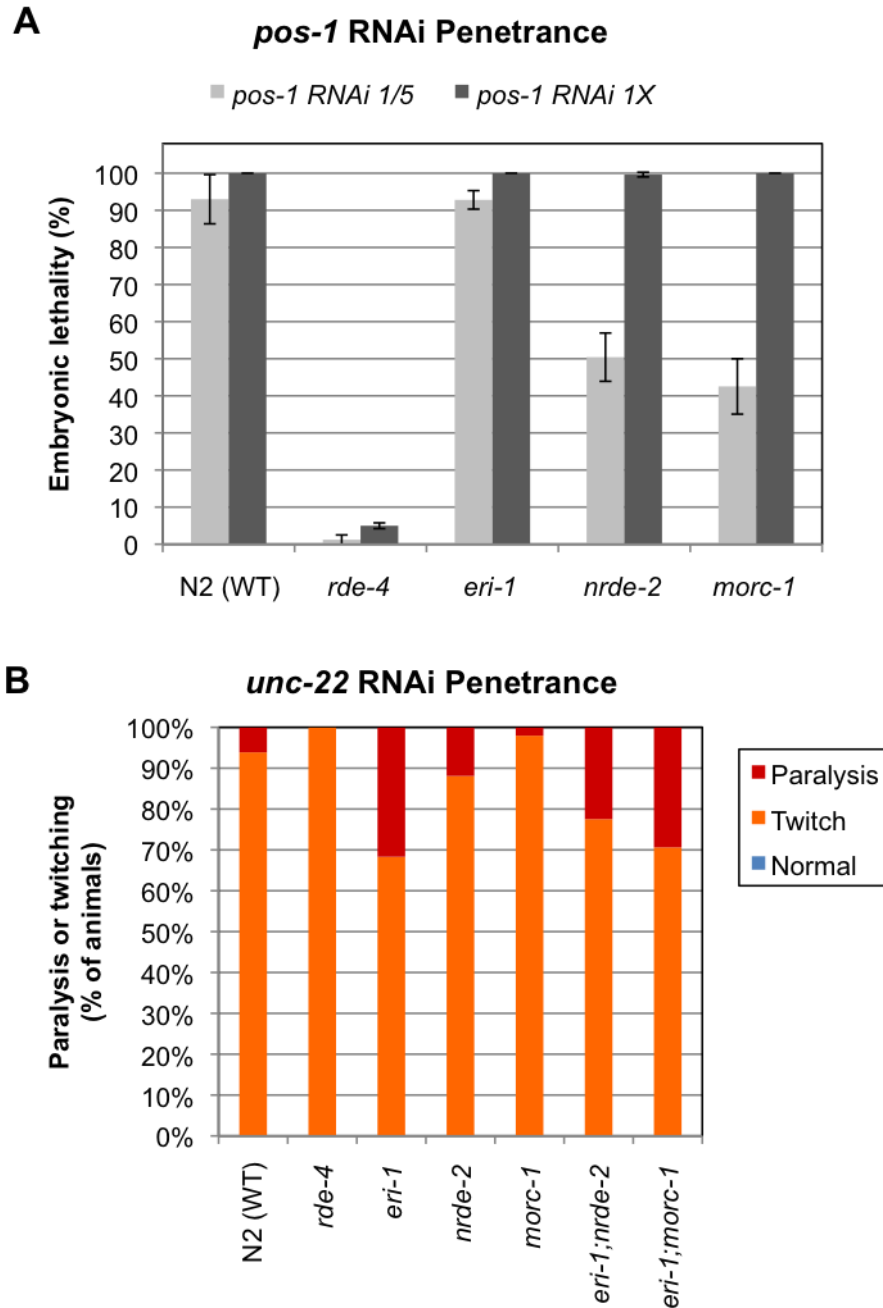 A
pos-1 RNAi Penetrance
pos-1 RNAi 1/5
pos-1 RNAi 1X
Embryonic lethality (%)
100
90
80
70
60
50
40
30
20
10
0
N2 (WT)
rde-4
eri-1
nrde-2
morc-1
B
unc-22 RNAi Penetrance
Paralysis or twitching
(% of animals)
100%
90%
80%
70%
60%
50%
40%
30%
20%
10%
0%
N2 (WT)
rde-4
eri-1
nrde-2
morc-1
eri-1;nrde-2
eri-1;morc-1
Paralysis
Twitch
Normal